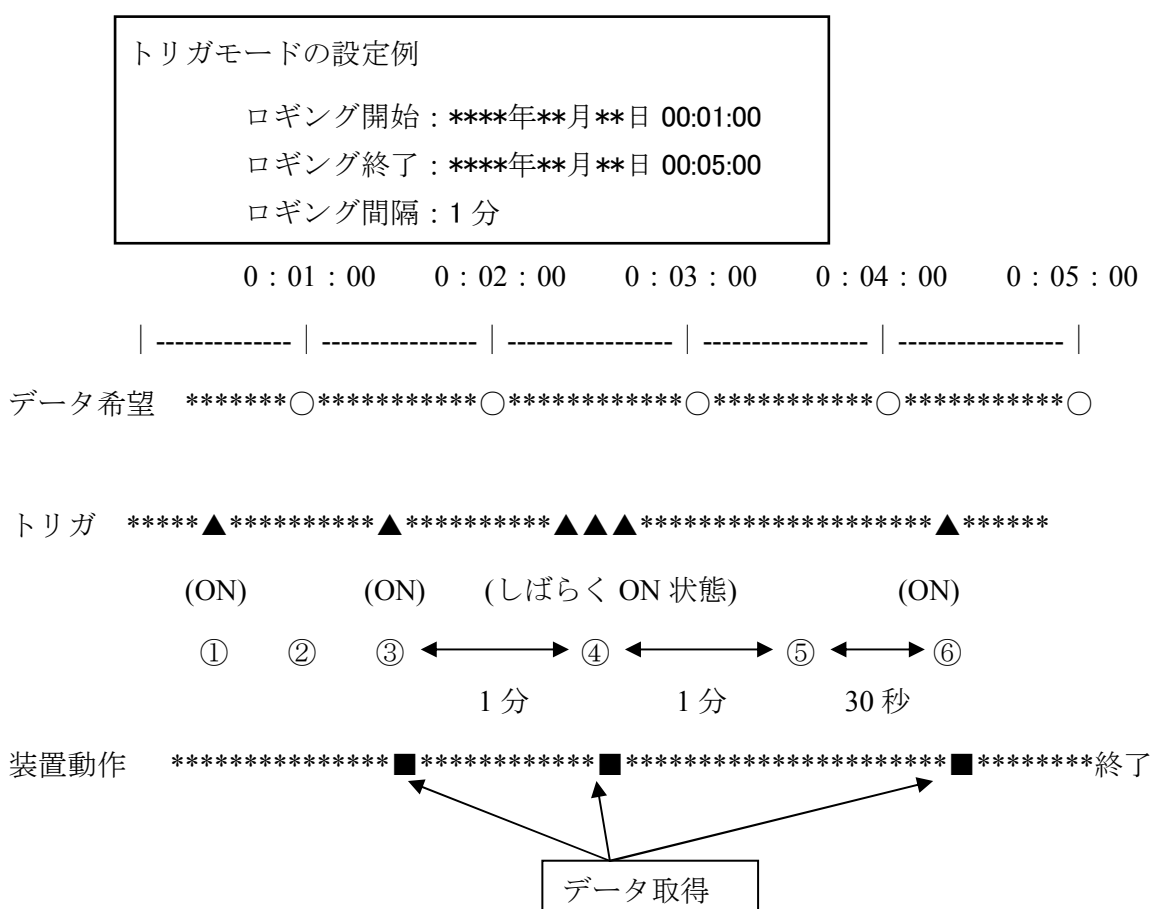 トリガモードの設定例
ロギング開始：****年**月**日 00:01:00
ロギング終了：****年**月**日 00:05:00
ロギング間隔：1 分
0：01：00 0：02：00 0：03：00 0：04：00 0：05：00
｜--------------｜----------------｜-----------------｜-----------------｜-----------------｜
データ希望 *******○***********○************○***********○***********○
トリガ *****▲**********▲**********▲▲▲********************▲******
(ON) (ON) (しばらく ON 状態) (ON)
① ② ③ ④ ⑤ ⑥
1 分 1 分 30 秒
装置動作 ***************■************■**********************■********終了
データ取得